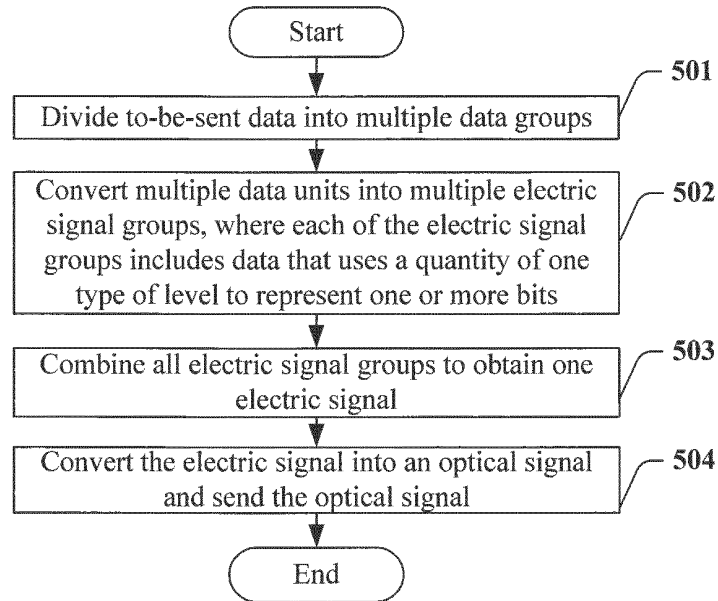 Start
501
Divide to-be-sent data into multiple data groups
Convert multiple data units into multiple electric
signal groups, where each of the electric signal
groups includes data that uses a quantity of one
type of level to represent one or more bits
502
Combine all electric signal groups to obtain one
electric signal
503
Convert the electric signal into an optical signal
and send the optical signal
504
End